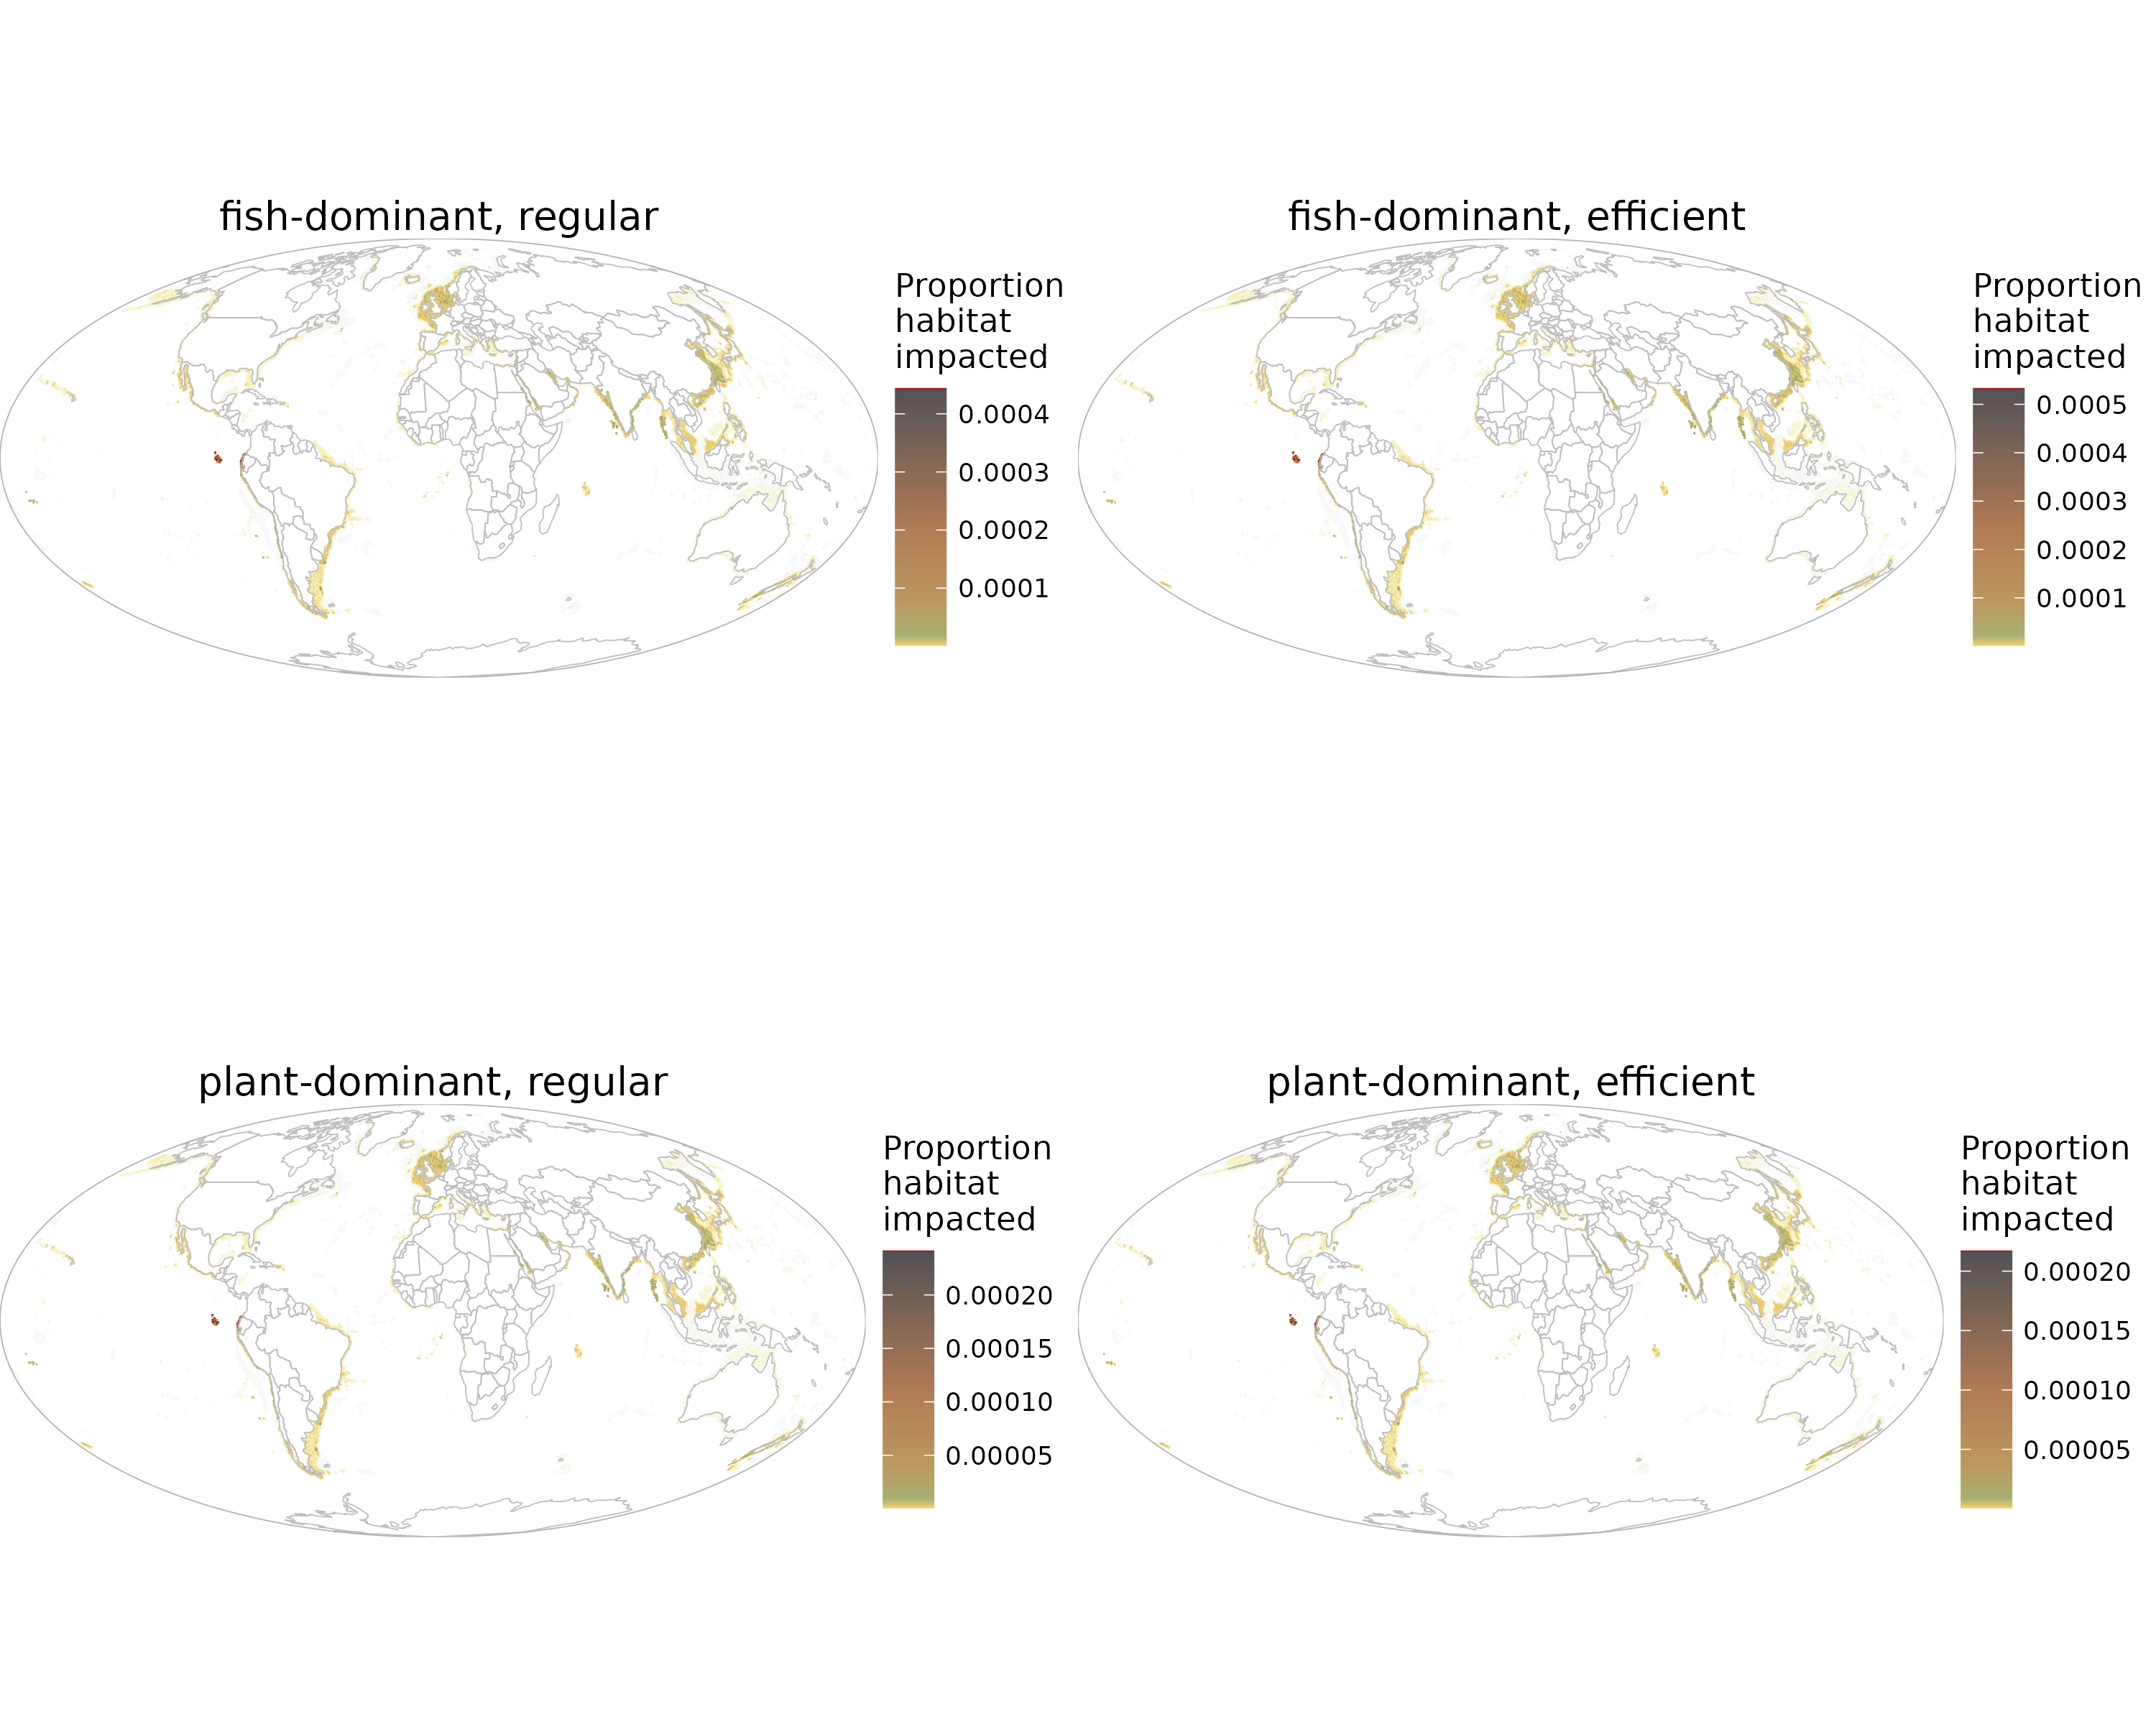 fish-dominant, regular
Proportion
habitat
impacted
0.0004
0.0003
0.0002
0.0001
fish-dominant, efficient
Proportion
habitat
impacted
0.0005
0.0004
0.0003
0.0002
0.0001
plant-dominant, regular
Proportion
habitat
impacted
0.00020
0.00015
0.00010
0.00005
plant-dominant, efficient
Proportion
habitat
impacted
0.00020
0.00015
0.00010
0.00005